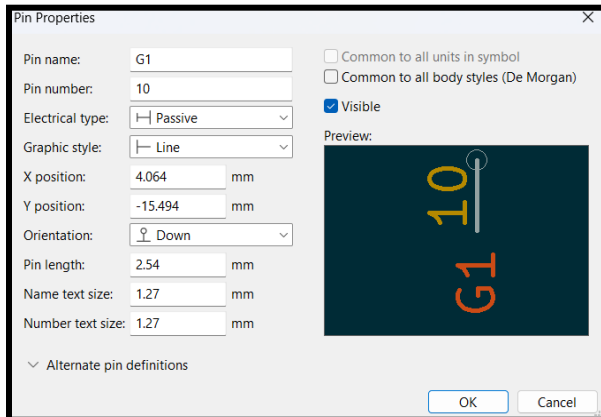 Pin Properties
Pin name: G1
Pin number: 10
Electrical type: Passive
Graphic style: Line
X position: 4.064 mm
Y position: -15.494 mm
Orientation: Down
Pin length: 2.54 mm
Name text size: 1.27 mm
Number text size: 1.27 mm
Alternate pin definitions
Common to all units in symbol
Common to all body styles (De Morgan)
Visible
Preview:
10
G1
OK Cancel